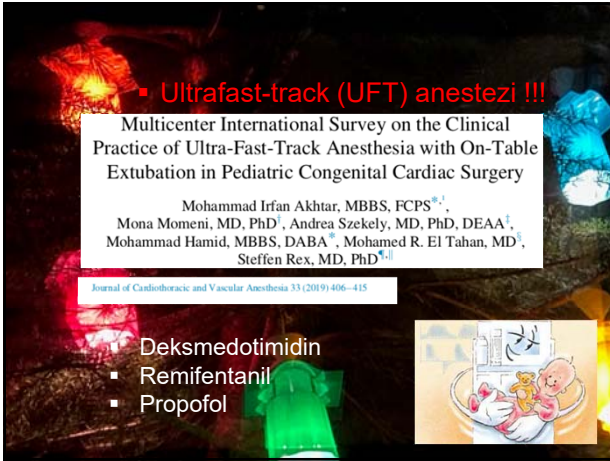 Ultrafast-track (UFT) anestezi !!!
Multicenter International Survey on the Clinical
Practice of Ultra-Fast-Track Anesthesia with On-Table
Extubation in Pediatric Congenital Cardiac Surgery
Mohammad Irfan Akhtar, MBBS, FCPS*,¹,
Mona Momeni, MD, PhD†, Andrea Szekely, MD, PhD, DEAA‡,
Mohammad Hamid, MBBS, DABA*, Mohamed R. El Tahan, MD§,
Steffen Rex, MD, PhD¶,||
Journal of Cardiothoracic and Vascular Anesthesia 33 (2019) 406–415
Deksmedotimidin
Remifentanil
Propofol